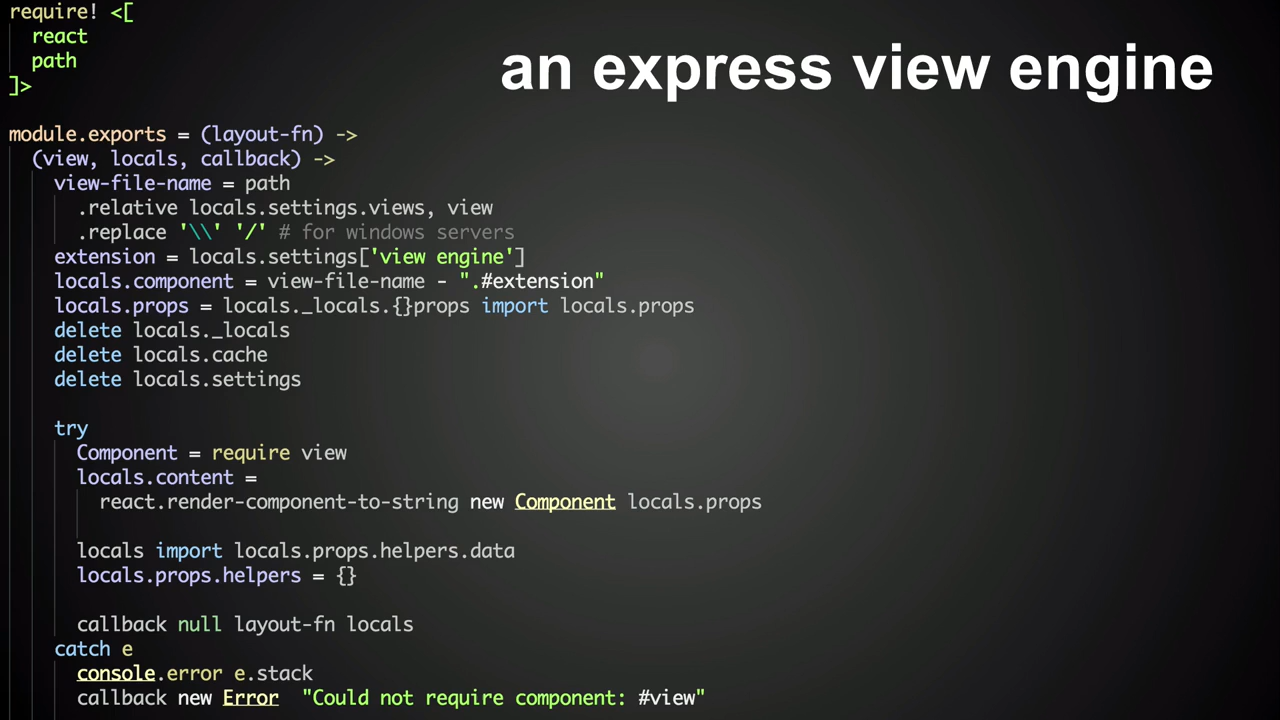 an express view engine
require! <[
  react
  path
]>

module.exports = (layout-fn) ->
  (view, locals, callback) ->
    view-file-name = path
      .relative locals.settings.views, view
      .replace '\\' '/' # for windows servers
    extension = locals.settings['view engine']
    locals.component = view-file-name - ".#extension"
    locals.props = locals._locals.{}props import locals.props
    delete locals._locals
    delete locals.cache
    delete locals.settings

    try
      Component = require view
      locals.content =
        react.render-component-to-string new Component locals.props

      locals import locals.props.helpers.data
      locals.props.helpers = {}

      callback null layout-fn locals
    catch e
      console.error e.stack
      callback new Error  "Could not require component: #view"